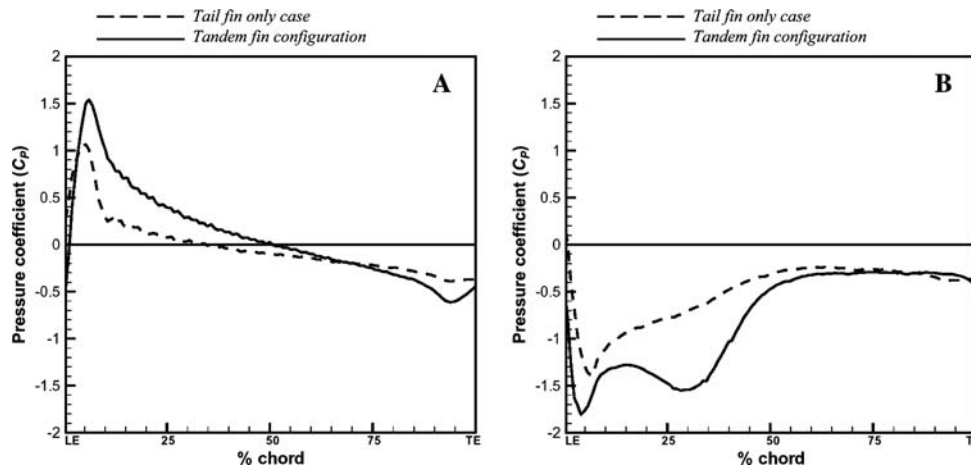 Tail fin only case
Tandem fin configuration
A
2
1.5
1
0.5
0
-0.5
-1
-1.5
-2
Pressure coefficient (Cp)
LE 25 50 75 TE
% chord
Tail fin only case
Tandem fin configuration
B
2
1.5
1
0.5
0
-0.5
-1
-1.5
-2
Pressure coefficient (Cp)
LE 25 50 75
% chord